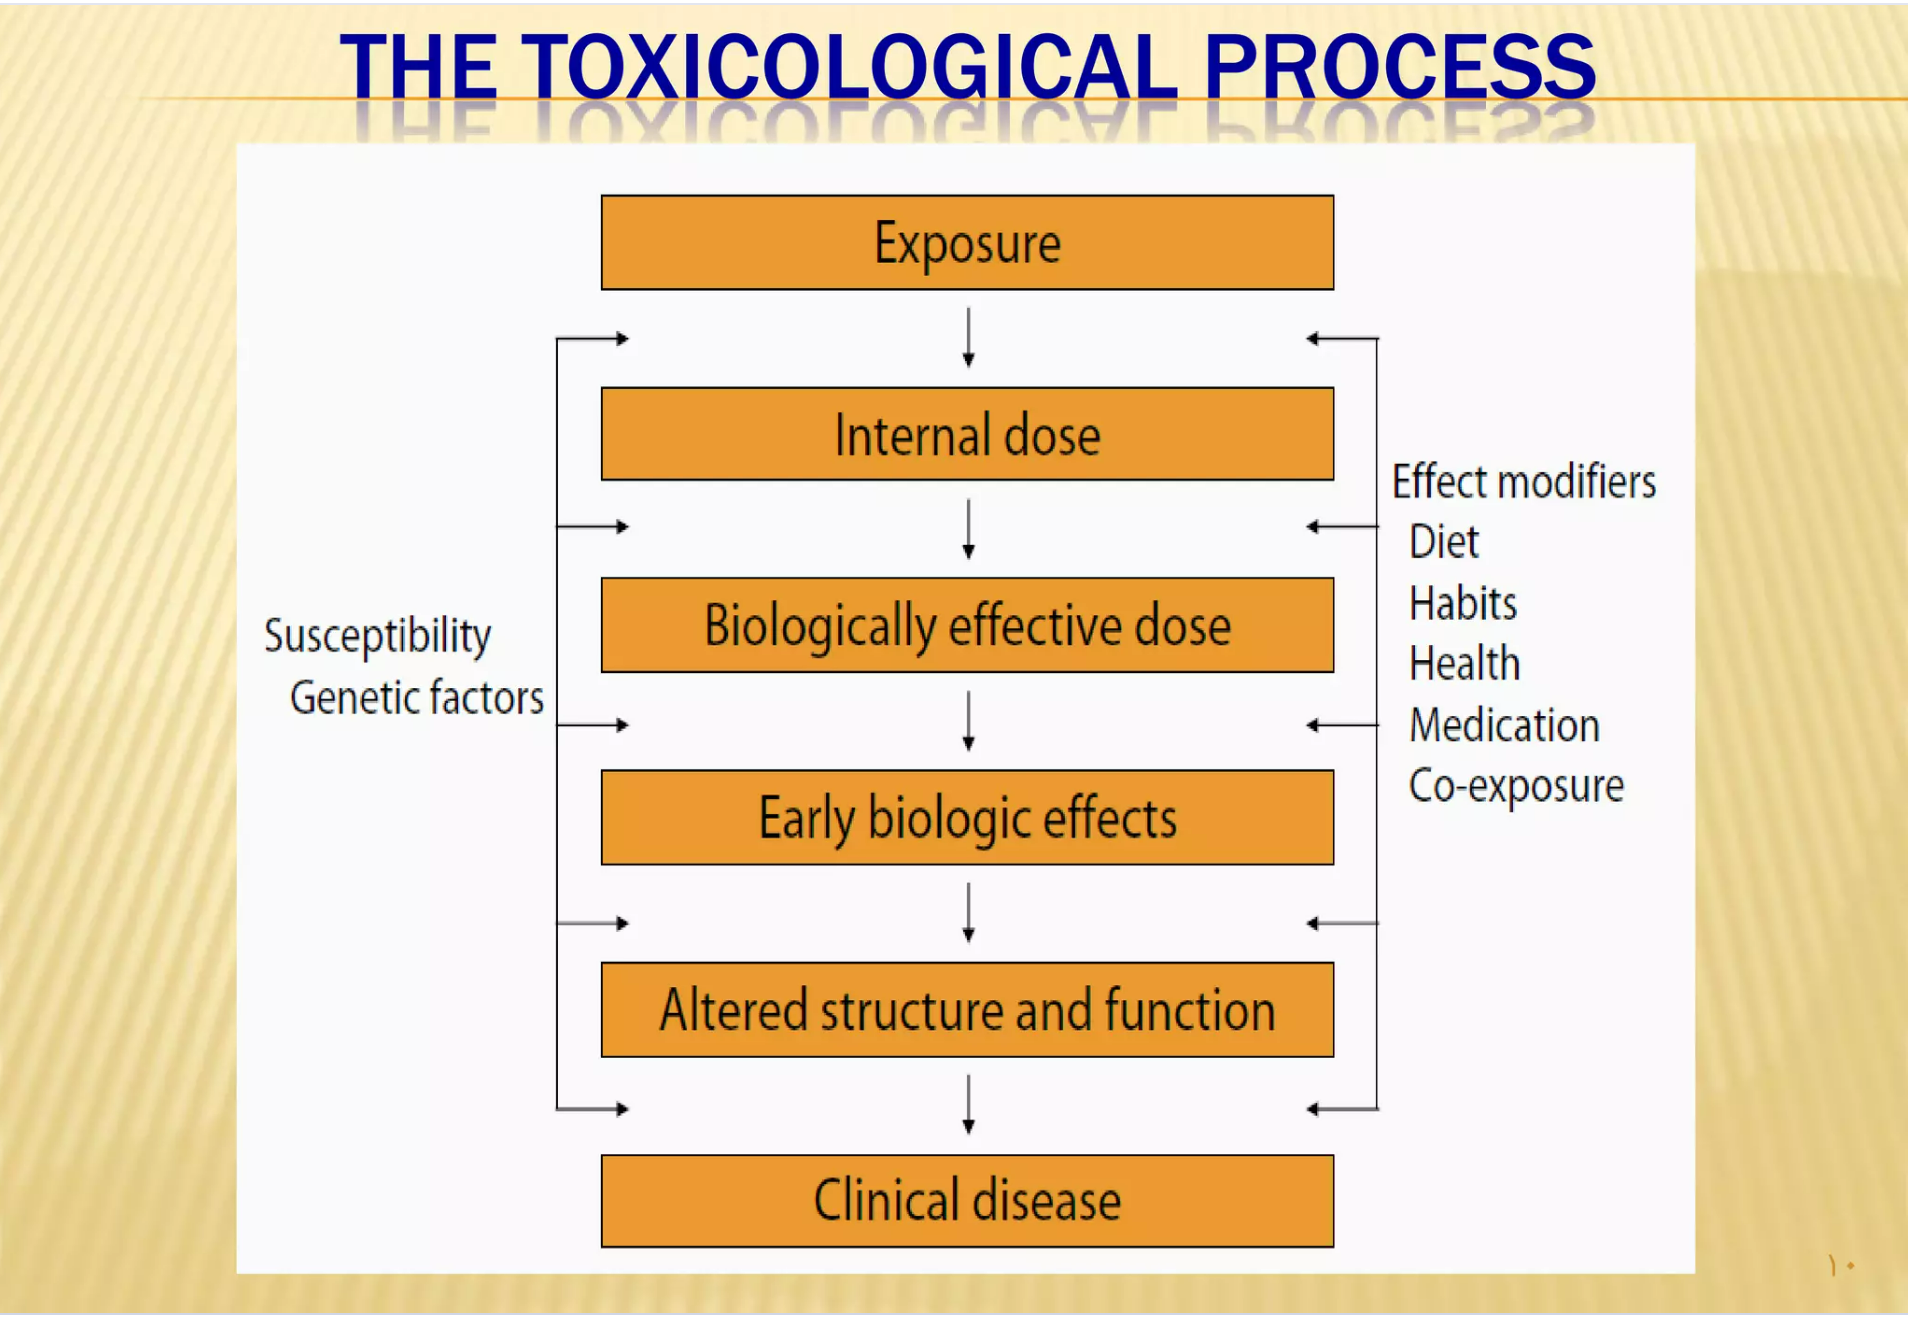 THE TOXICOLOGICAL PROCESS
Exposure
Internal dose
Biologically effective dose
Early biologic effects
Altered structure and function
Clinical disease
Susceptibility
Genetic factors
Effect modifiers
Diet
Habits
Health
Medication
Co-exposure
١٠